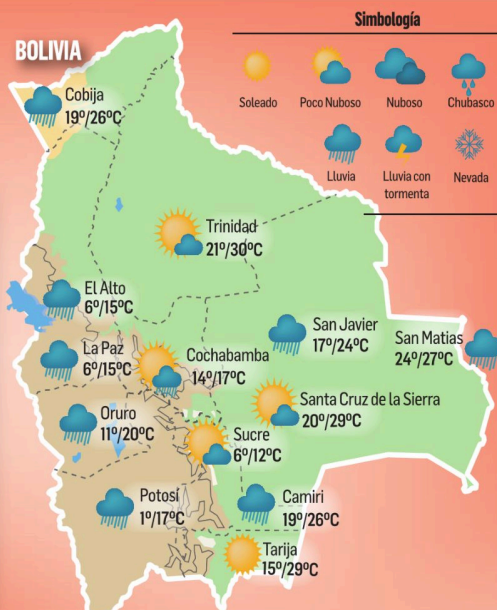 Simbología
BOLIVIA
Soleado
Poco Nuboso
Nuboso
Chubasco
Lluvia
Lluvia con
tormenta
Nevada
Cobija
19º/26ºC
Trinidad
21º/30ºC
El Alto
6º/15ºC
La Paz
6º/15ºC
Cochabamba
14º/17ºC
San Javier
17º/24ºC
San Matias
24º/27ºC
Oruro
11º/20ºC
Santa Cruz de la Sierra
20º/29ºC
Sucre
6º/12ºC
Potosí
1º/17ºC
Camiri
19º/26ºC
Tarija
15º/29ºC